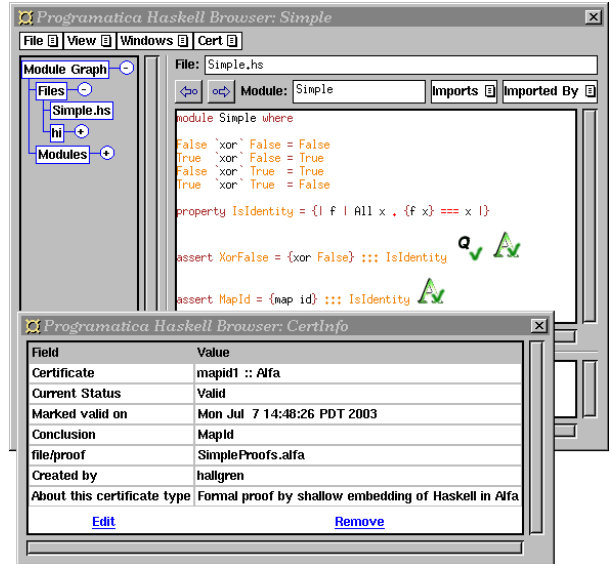 Programatica Haskell Browser: Simple
File View Windows Cert
Module Graph
Files
Simple.hs
hi
Modules
File: Simple.hs
Module: Simple Imports Imported By
module Simple where
False `xor` False = False
True `xor` False = True
False `xor` True = True
True `xor` True = False
property IsIdentity = {| f | All x . {f x} === x |}
assert XorFalse = {xor False} ::: IsIdentity Q A
assert MapId = {map id} ::: IsIdentity A
Programatica Haskell Browser: CertInfo
Field Value
Certificate mapid1 :: Alfa
Current Status Valid
Marked valid on Mon Jul 7 14:48:26 PDT 2003
Conclusion MapId
file/proof SimpleProofs.alfa
Created by hallgren
About this certificate type Formal proof by shallow embedding of Haskell in Alfa
Edit Remove